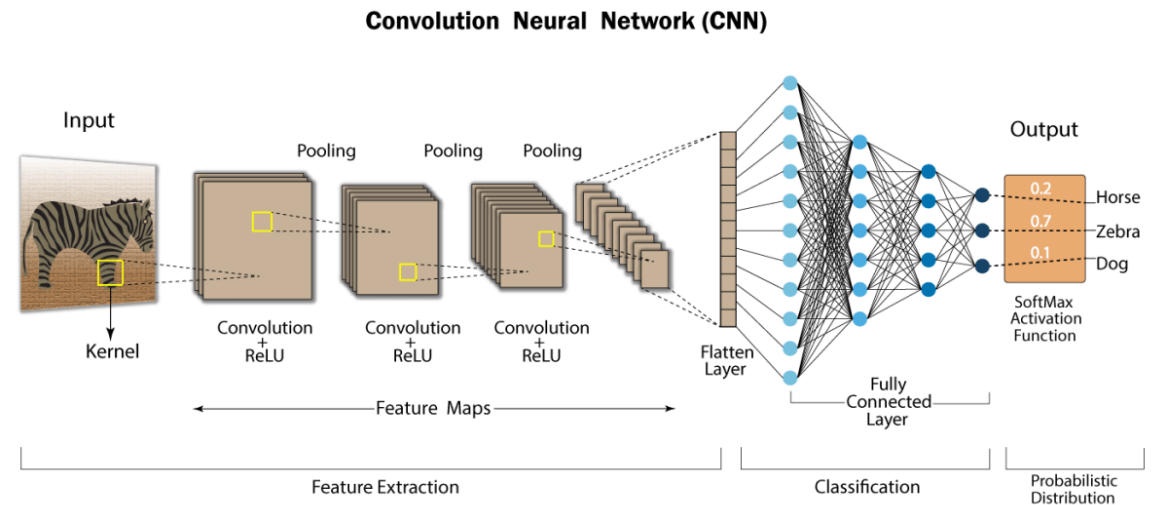 Convolution Neural Network (CNN)
Input
Output
Pooling
Pooling
Pooling
0.2
Horse
0.7
Zebra
0.1
Dog
Kernel
Convolution
+
ReLU
Convolution
+
ReLU
Convolution
+
ReLU
Flatten
Layer
SoftMax
Activation
Function
Fully
Connected
Layer
Feature Maps
Feature Extraction
Classification
Probabilistic
Distribution